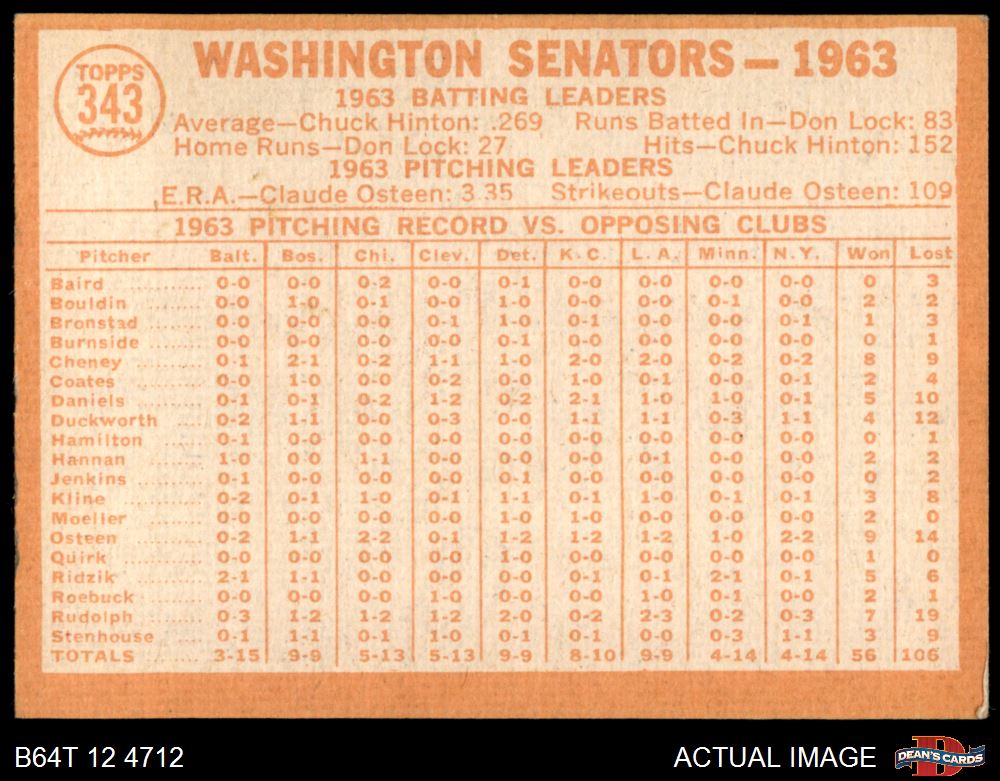 TOPPS
343
WASHINGTON SENATORS — 1963
1963 BATTING LEADERS
Average—Chuck Hinton: .269 Runs Batted In—Don Lock: 83
Home Runs—Don Lock: 27 Hits—Chuck Hinton: 152
1963 PITCHING LEADERS
E.R.A.—Claude Osteen: 3.35 Strikeouts—Claude Osteen: 109
1963 PITCHING RECORD VS. OPPOSING CLUBS
Pitcher Balt. Bos. Chi. Clev. Det. K.C. L.A. Minn. N.Y. Won Lost
Baird 0-0 0-0 0-2 0-0 0-1 0-0 0-0 0-0 0-0 0 3
Bouldin 0-0 1-0 0-1 0-0 1-0 0-0 0-0 0-1 0-0 2 2
Bronstad 0-0 0-0 0-0 0-1 1-0 0-1 0-0 0-0 0-1 1 3
Burnside 0-0 0-0 0-0 0-0 0-1 0-0 0-0 0-0 0-0 0 1
Cheney 0-1 2-1 0-2 1-1 1-0 2-0 2-0 0-2 0-2 8 9
Coates 0-0 1-0 0-0 0-2 0-0 1-0 0-1 0-0 0-1 2 4
Daniels 0-1 0-1 0-2 1-2 0-2 2-1 1-0 1-0 0-1 5 10
Duckworth 0-2 1-1 0-0 0-3 0-0 1-1 1-1 0-3 1-1 4 12
Hamilton 0-1 0-0 0-0 0-0 0-0 0-0 0-0 0-0 0-0 0 1
Hannan 1-0 0-0 1-1 0-0 0-0 0-0 0-1 0-0 0-0 2 2
Jenkins 0-1 0-0 0-0 0-0 0-0 0-0 0-0 0-0 0-1 0 2
Kline 0-2 0-1 1-0 0-1 1-1 0-1 1-0 0-1 0-1 3 8
Moeller 0-0 0-0 0-0 0-0 1-0 1-0 0-0 0-0 0-0 2 0
Osteen 0-2 1-1 2-2 0-1 1-2 1-2 1-2 1-0 2-2 9 14
Quirk 0-0 0-0 0-0 0-0 1-0 0-0 0-0 0-0 0-0 1 0
Ridzik 2-1 1-1 0-0 0-0 0-0 0-1 0-1 2-1 0-1 5 6
Roebuck 0-0 0-0 0-0 1-0 0-0 0-0 1-0 0-1 0-0 2 1
Rudolph 0-3 1-2 1-2 1-2 2-0 0-2 2-3 0-2 0-3 7 19
Stenhouse 0-1 1-1 0-1 1-0 0-1 0-1 0-0 0-3 1-1 3 9
TOTALS 3-15 9-9 5-13 5-13 9-9 8-10 9-9 4-14 4-14 56 106
B64T 12 4712 ACTUAL IMAGE DEAN'S CARDS